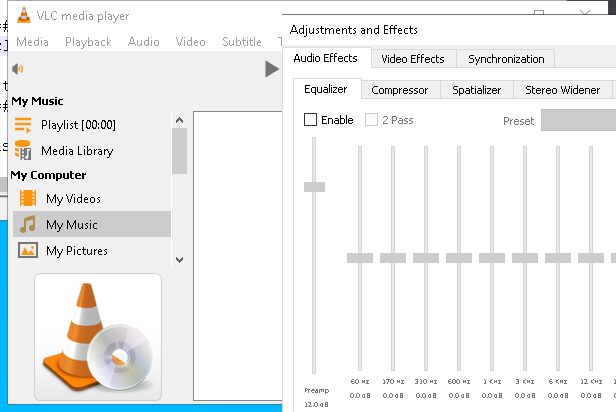 VLC media player
Media Playback Audio Video Subtitle
My Music
Playlist [00:00]
Media Library
My Computer
My Videos
My Music
My Pictures
Adjustments and Effects
Audio Effects Video Effects Synchronization
Equalizer Compressor Spatializer Stereo Widener
Enable 2 Pass Preset
60 Hz 170 Hz 310 Hz 600 Hz 1 KHz 3 KHz 6 KHz 12 KHz
Preamp 0.0 dB 0.0 dB 0.0 dB 0.0 dB 0.0 dB 0.0 dB 0.0 dB 0.0 dB
12.0 dB